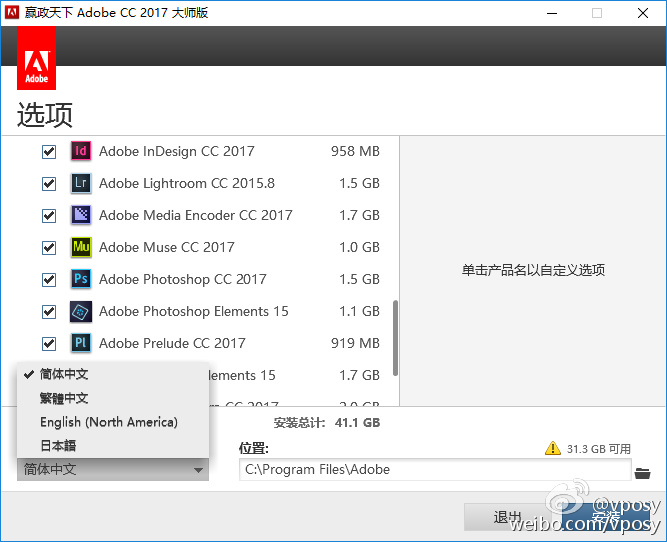 赢政天下 Adobe CC 2017 大师版
Adobe
选项
Id Adobe InDesign CC 2017 958 MB
Lr Adobe Lightroom CC 2015.8 1.5 GB
Adobe Media Encoder CC 2017 1.7 GB
Mu Adobe Muse CC 2017 1.0 GB
Ps Adobe Photoshop CC 2017 1.5 GB
Adobe Photoshop Elements 15 1.1 GB
Pl Adobe Prelude CC 2017 919 MB
lements 15 1.7 GB
CC 2017 2.0 GB
单击产品名以自定义选项
简体中文
繁體中文
English (North America)
日本語
简体中文
安装总计: 41.1 GB
位置:
31.3 GB 可用
C:\Program Files\Adobe
退出
安装
@vposy
weibo.com/vposy